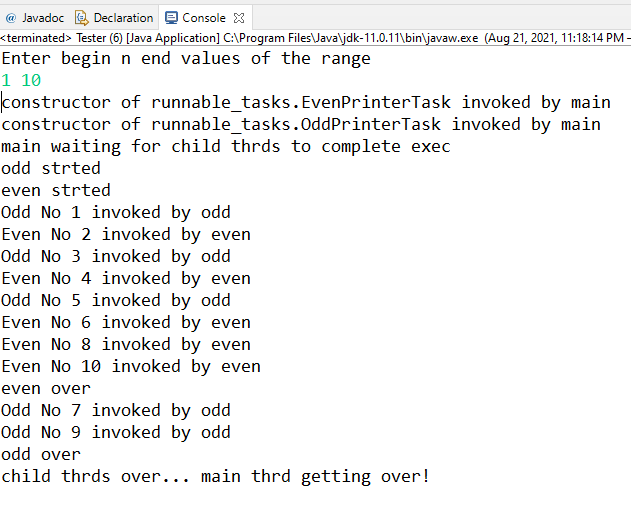 @ Javadoc Declaration Console
<terminated> Tester (6) [Java Application] C:\Program Files\Java\jdk-11.0.11\bin\javaw.exe (Aug 21, 2021, 11:18:14 PM –
Enter begin n end values of the range
1 10
constructor of runnable_tasks.EvenPrinterTask invoked by main
constructor of runnable_tasks.OddPrinterTask invoked by main
main waiting for child thrds to complete exec
odd strted
even strted
Odd No 1 invoked by odd
Even No 2 invoked by even
Odd No 3 invoked by odd
Even No 4 invoked by even
Odd No 5 invoked by odd
Even No 6 invoked by even
Even No 8 invoked by even
Even No 10 invoked by even
even over
Odd No 7 invoked by odd
Odd No 9 invoked by odd
odd over
child thrds over... main thrd getting over!